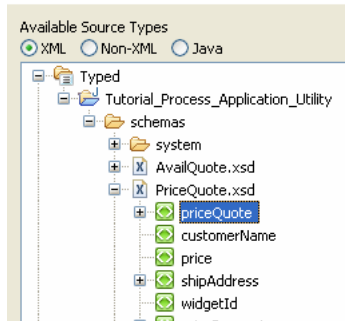 Available Source Types
XML Non-XML Java
Typed
Tutorial_Process_Application_Utility
schemas
system
AvailQuote.xsd
PriceQuote.xsd
priceQuote
customerName
price
shipAddress
widgetId